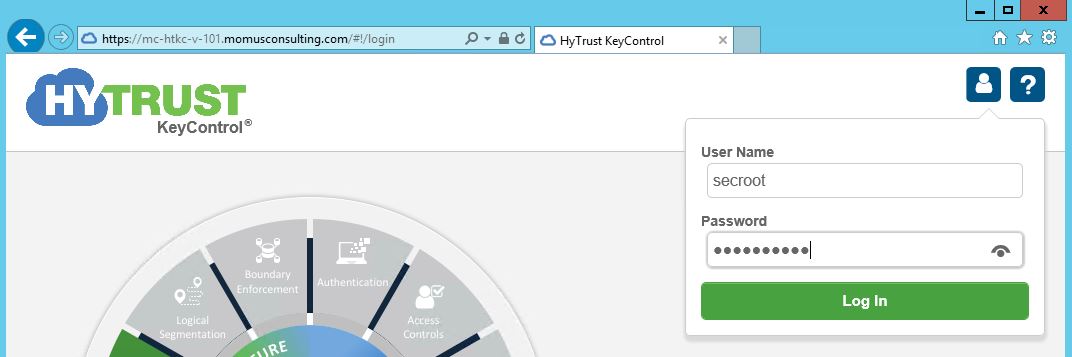 https://mc-htkc-v-101.momusconsulting.com/#!/login
HyTrust KeyControl
HYTRUST
KeyControl®
?
User Name
secroot
Password
Log In
Boundary
Enforcement
Authentication
Logical
Segmentation
Access
Controls
URE